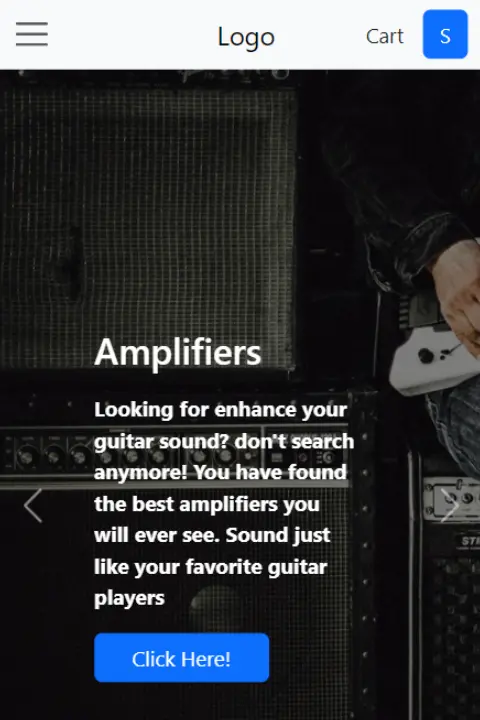 Logo
Cart
S
Amplifiers
Looking for enhance your
guitar sound? don't search
anymore! You have found
the best amplifiers you
will ever see. Sound just
like your favorite guitar
players
Click Here!